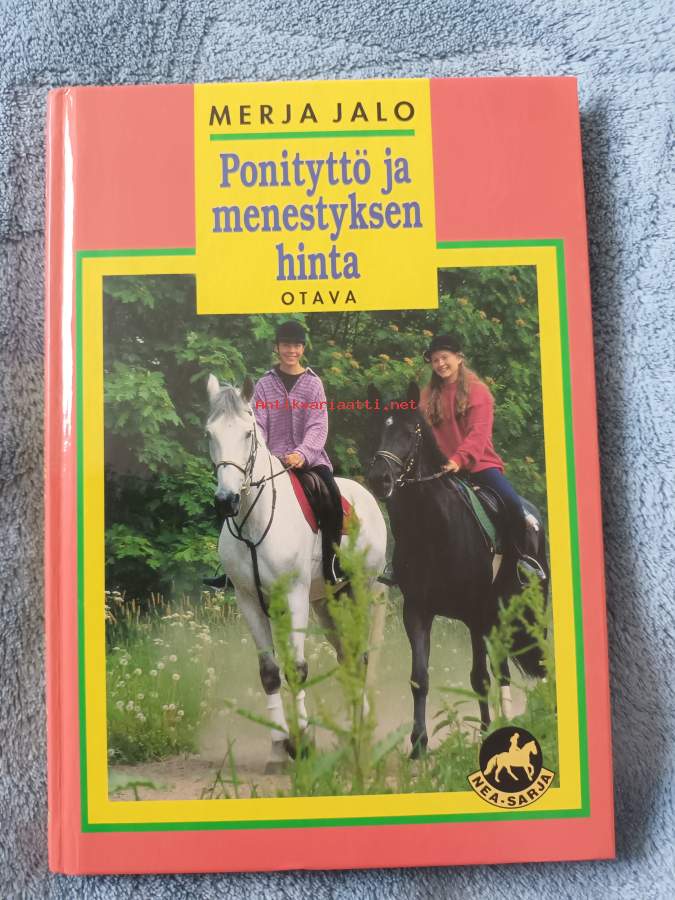 MERJA JALO
Ponityttö ja
menestyksen
hinta
OTAVA
Antikvariaatti.net
NEA-SARJA